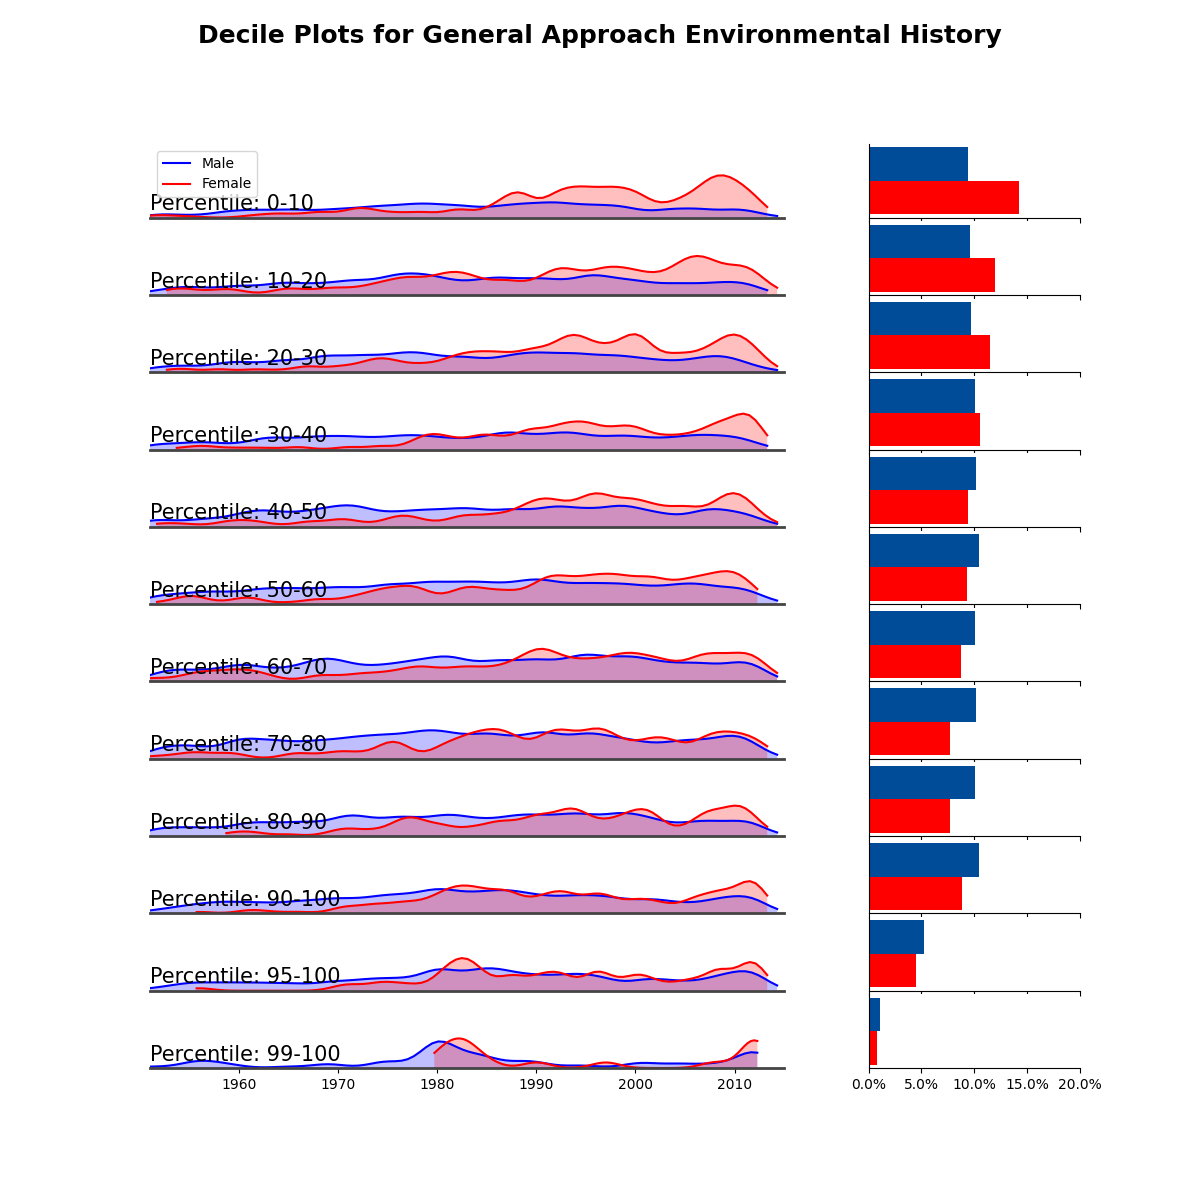 Decile Plots for General Approach Environmental History
Male
Female
Percentile: 0-10
Percentile: 10-20
Percentile: 20-30
Percentile: 30-40
Percentile: 40-50
Percentile: 50-60
Percentile: 60-70
Percentile: 70-80
Percentile: 80-90
Percentile: 90-100
Percentile: 95-100
Percentile: 99-100
1960 1970 1980 1990 2000 2010 0.0% 5.0% 10.0% 15.0% 20.0%